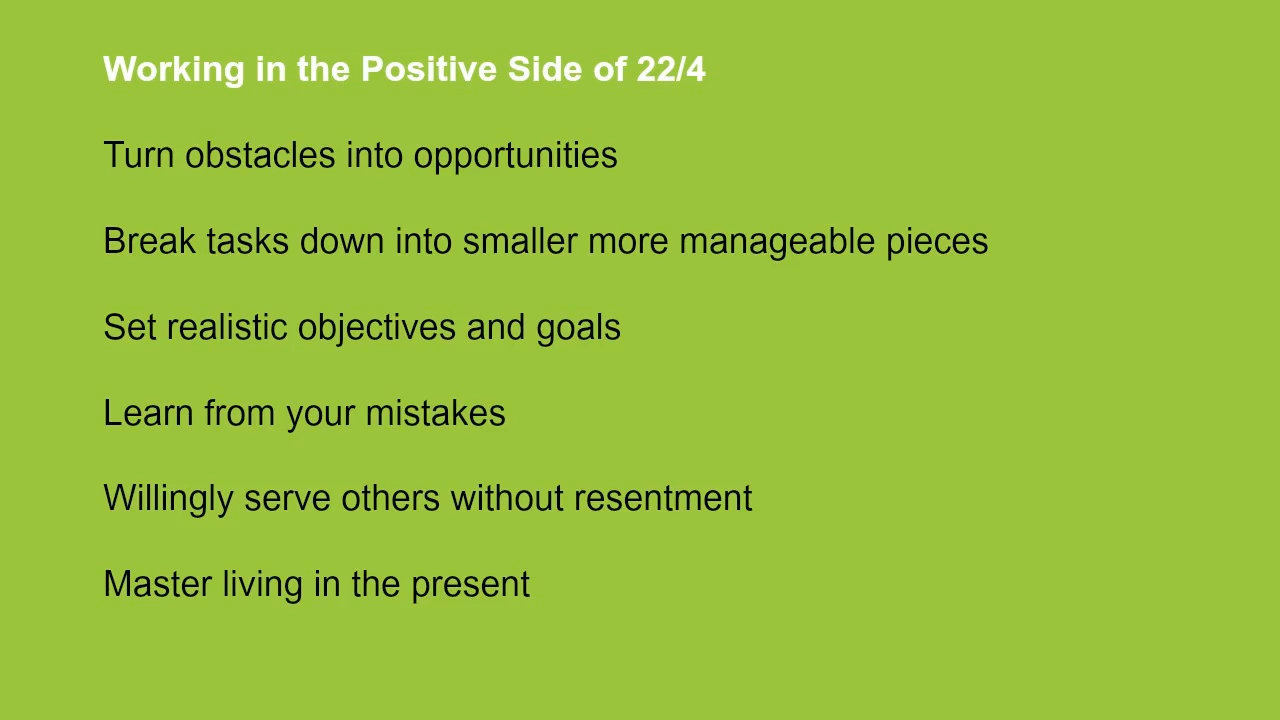 Working in the Positive Side of 22/4
Turn obstacles into opportunities
Break tasks down into smaller more manageable pieces
Set realistic objectives and goals
Learn from your mistakes
Willingly serve others without resentment
Master living in the present